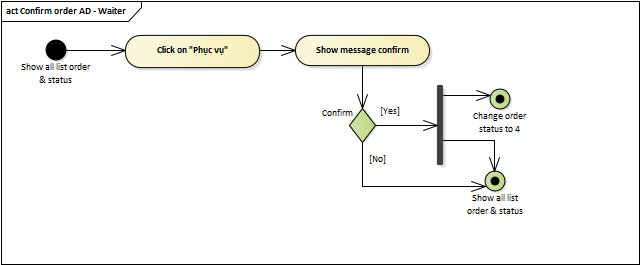 act Confirm order AD - Waiter
Click on "Phục vụ"
Show message confirm
Show all list order
& status
Confirm
[Yes]
Change order
status to 4
[No]
Show all list
order & status